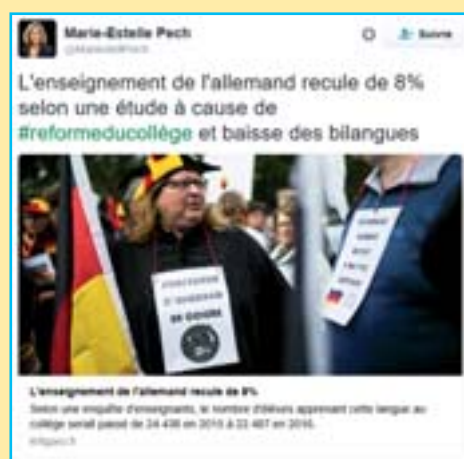 Marie-Estelle Pech
Suivre
L'enseignement de l'allemand recule de 8%
selon une étude à cause de
#reformeducollège et baisse des bilangues
L'enseignement de l'allemand recule de 8%
Selon une enquête d'enseignants, le nombre d'élèves apprenant cette langue au
collège serait passé de 24 436 en 2015 à 22 487 en 2016.